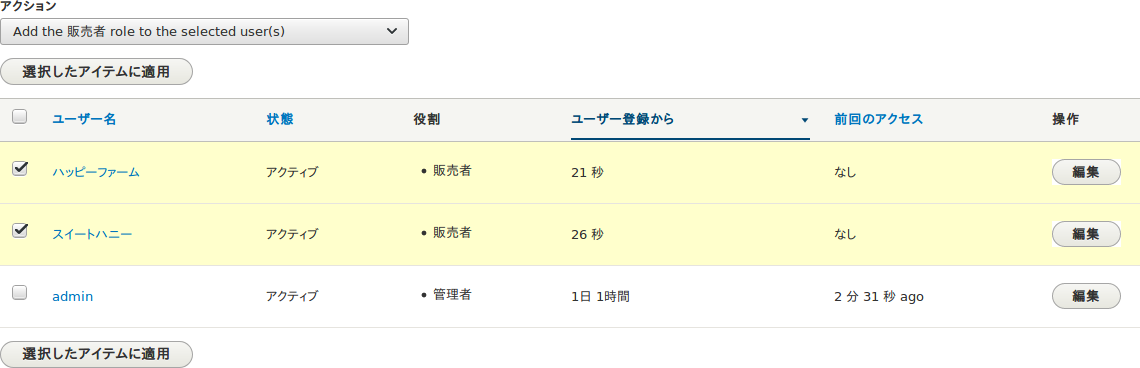 アクション
Add the 販売者 role to the selected user(s)
選択したアイテムに適用
ユーザー名 状態 役割 ユーザー登録から 前回のアクセス 操作
ハッピーファーム アクティブ • 販売者 21 秒 なし 編集
スイートハニー アクティブ • 販売者 26 秒 なし 編集
admin アクティブ • 管理者 1日 1時間 2 分 31 秒 ago 編集
選択したアイテムに適用